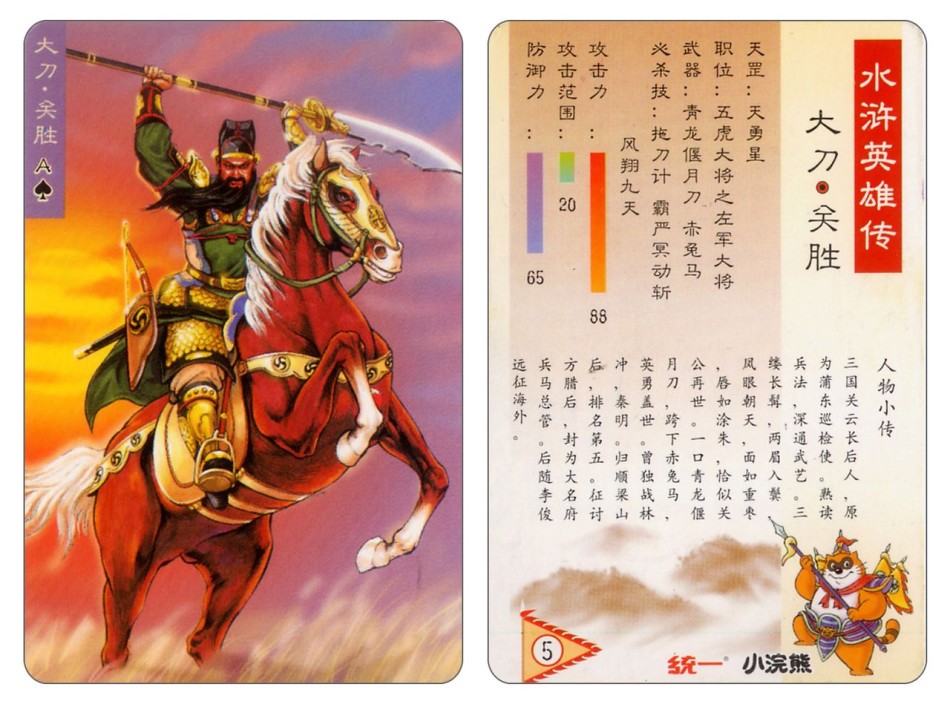 大刀·关胜
A♠
水浒英雄传
大刀·关胜
天罡：天勇星
职位：五虎大将之左军大将
武器：青龙偃月刀 赤兔马
必杀技：拖刀计 霸严冥动斩
风翔九天
攻击力：88
攻击范围：20
防御力：65
人物小传
三国关云长后人，原
为蒲东巡检使。熟读
兵法，深通武艺。三
缕长髯，两眉入鬓
凤眼朝天，面如重枣
，唇如涂朱，恰似关
公再世。一口青龙偃
月刀，跨下赤兔马，
英勇盖世。曾独战林
冲，秦明。归顺梁山
后，排名第五。征讨
方腊后，封为大名府
兵马总管。后随李俊
远征海外。
5
统一® 小浣熊